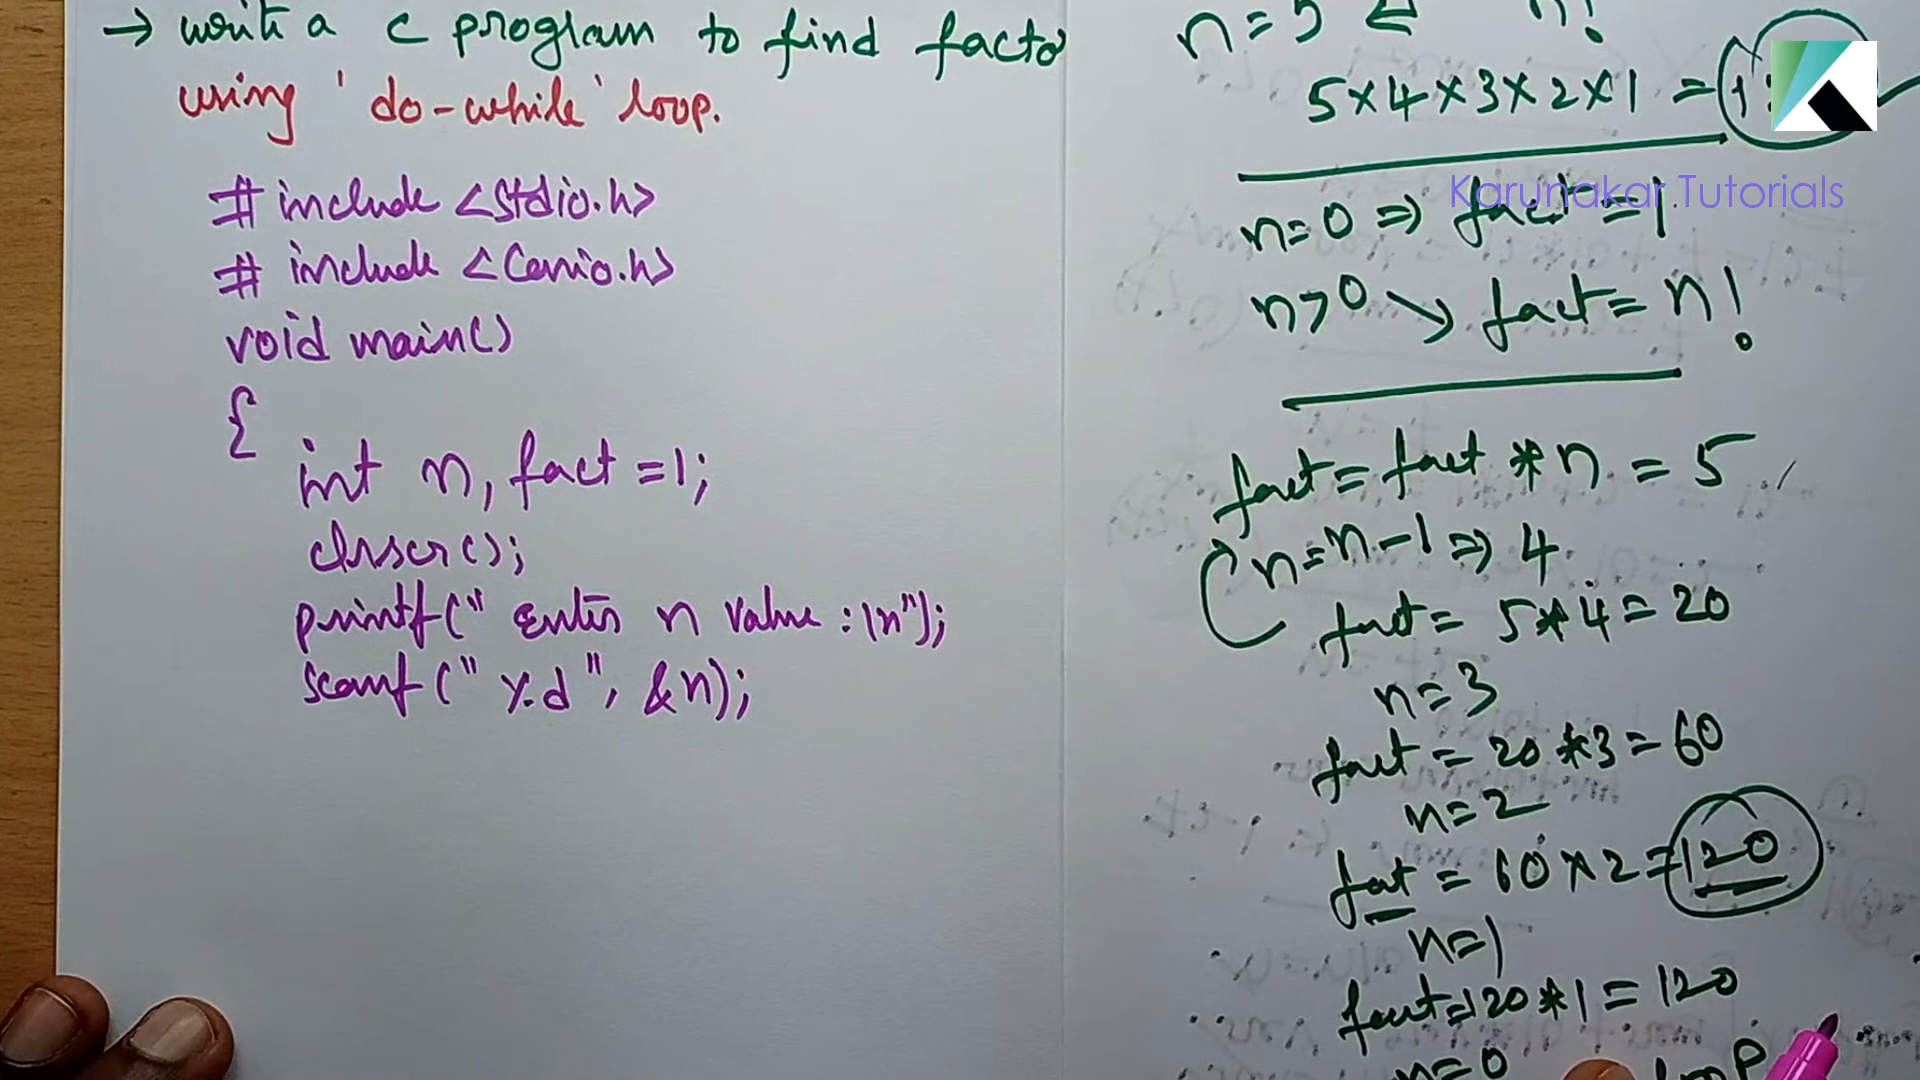 → write a c program to find facto
using 'do-while' loop.
# include <stdio.h>
# include <conio.h>
void main()
{
int n, fact =1;
clrscr();
printf(" Enter n value :\n");
scanf(" %d ", &n);
n=5 ⇐ n!
5×4×3×2×1 =
Karunakar Tutorials
n=0 ⇒ fact =1
n>0 ↘ fact = n!
fact = fact * n = 5
n=n-1 ⇒ 4
fact = 5*4 = 20
n=3
fact = 20 *3 = 60
n=2
fat = 60×2 =120
n=1
fact=120 * 1 = 120
n=0 loop